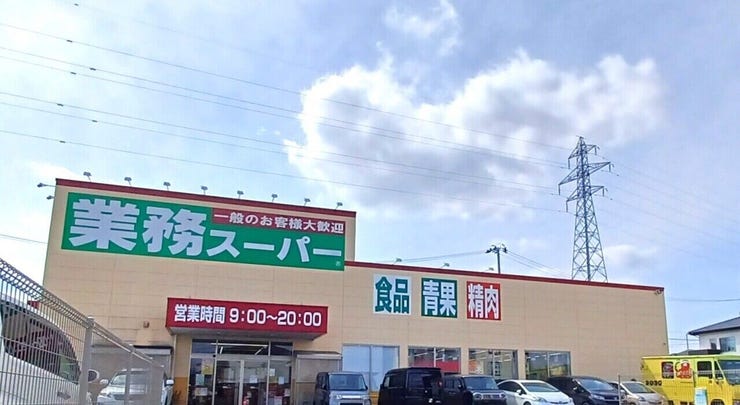 一般のお客様大歓迎
業務スーパー
食品 青果 精肉
営業時間 9:00～20:00